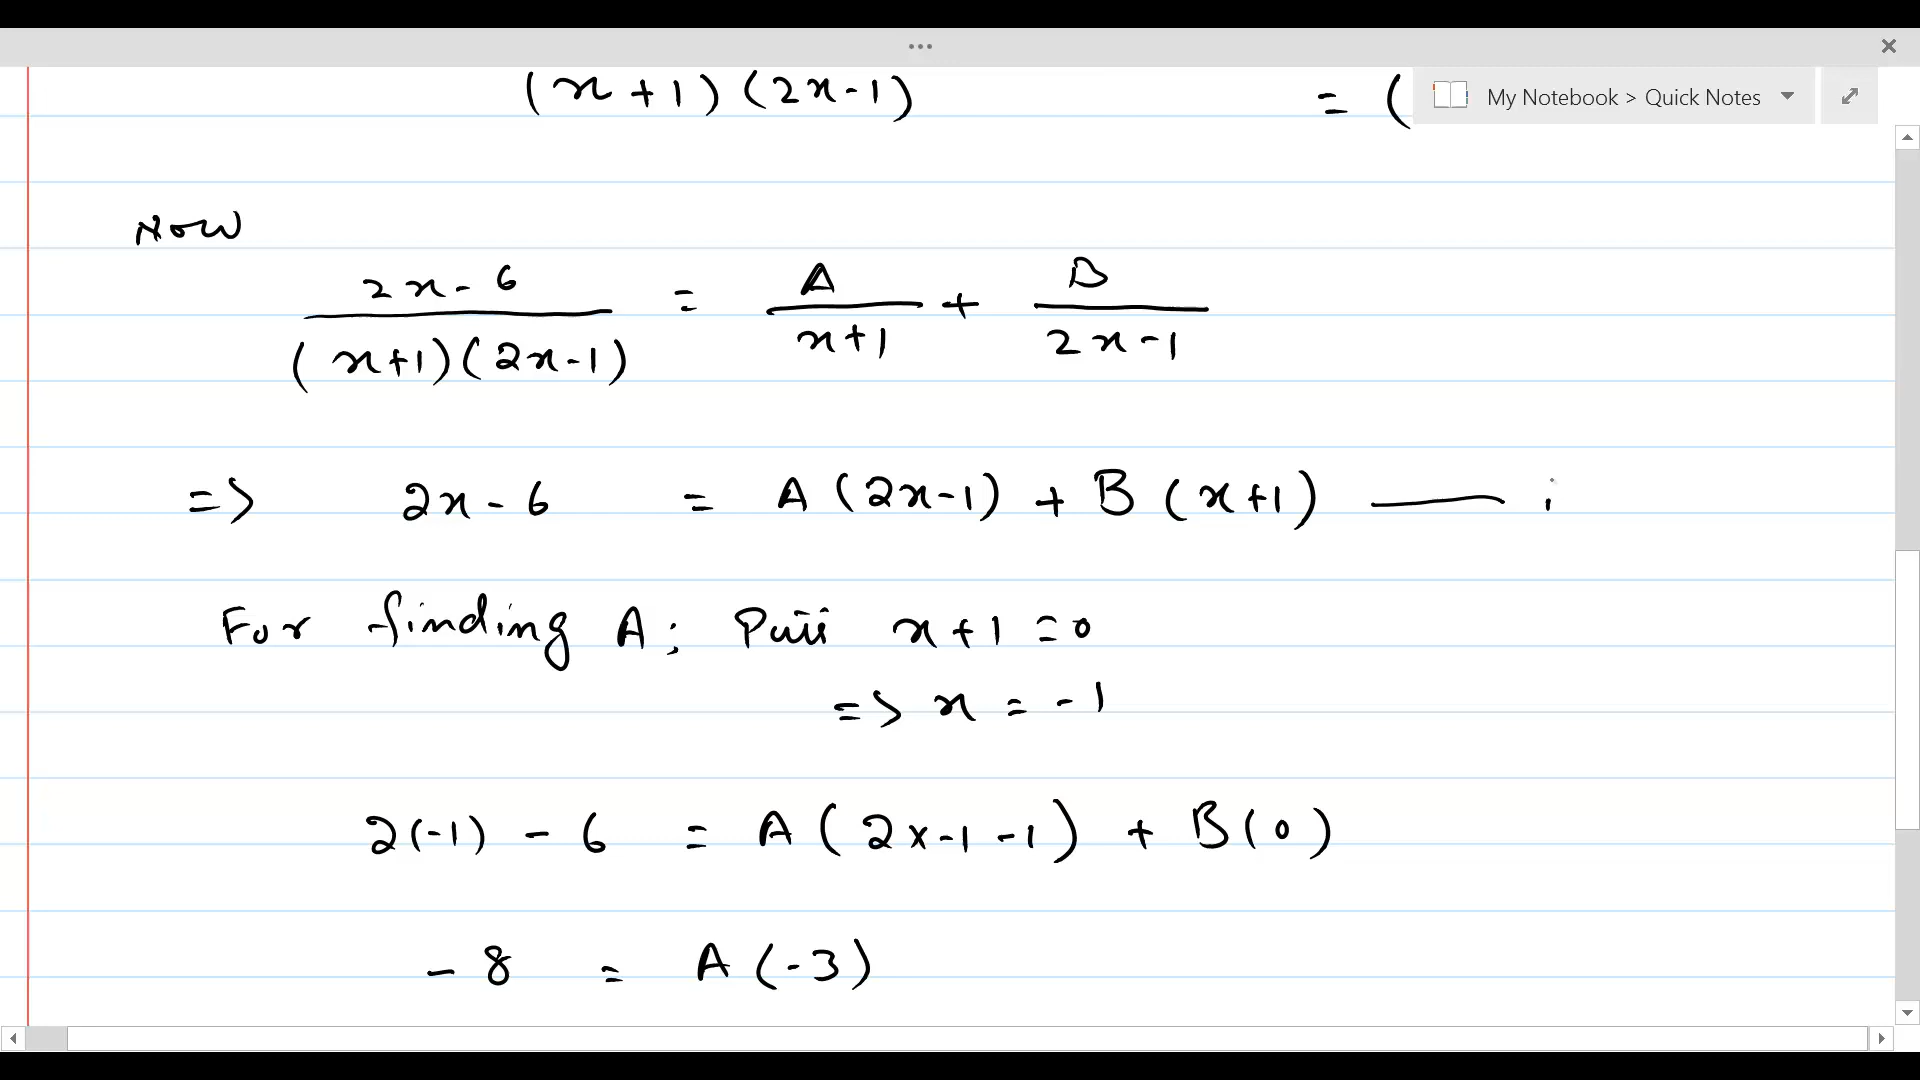 (x+1)(2x-1) = (
My Notebook > Quick Notes
Now
2x-6 / (x+1)(2x-1) = A / x+1 + B / 2x-1
=> 2x-6 = A(2x-1) + B(x+1) —— i
For finding A; Put x+1=0
=> x = -1
2(-1) - 6 = A(2x-1-1) + B(0)
-8 = A(-3)